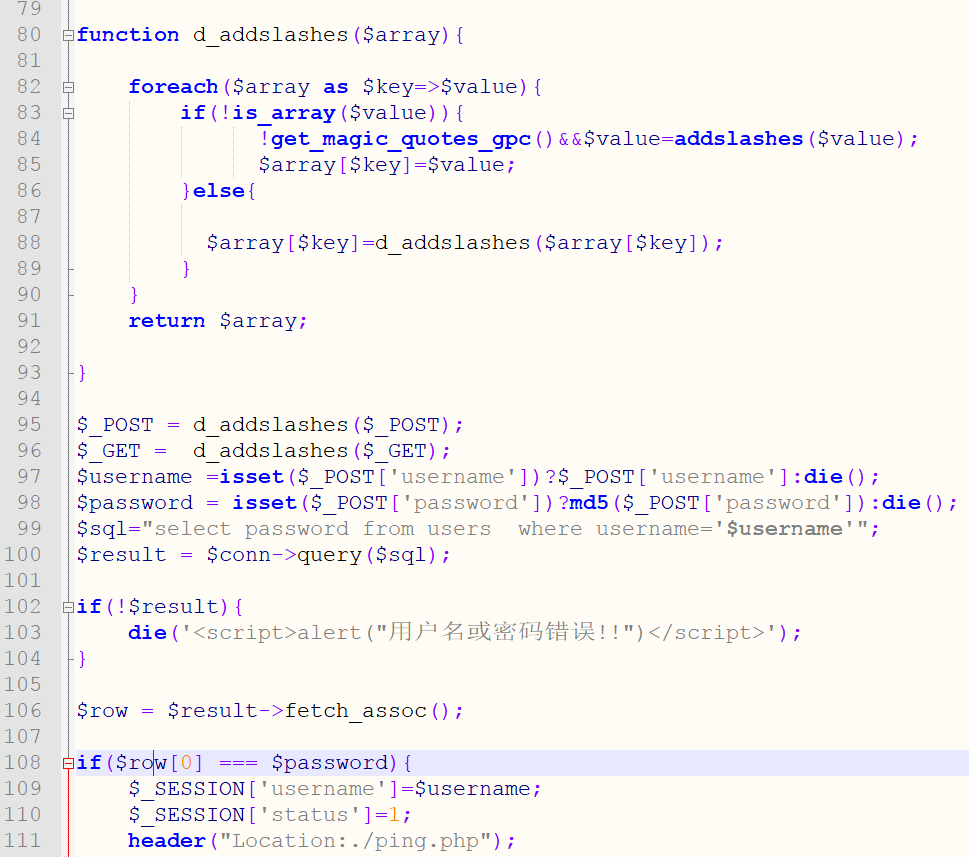 79
80 function d_addslashes($array){
81
82     foreach($array as $key=>$value){
83         if(!is_array($value)){
84               !get_magic_quotes_gpc()&&$value=addslashes($value);
85               $array[$key]=$value;
86         }else{
87
88           $array[$key]=d_addslashes($array[$key]);
89         }
90     }
91     return $array;
92
93 }
94
95 $_POST = d_addslashes($_POST);
96 $_GET =  d_addslashes($_GET);
97 $username =isset($_POST['username'])?$_POST['username']:die();
98 $password = isset($_POST['password'])?md5($_POST['password']):die();
99 $sql="select password from users  where username='$username'";
100 $result = $conn->query($sql);
101
102 if(!$result){
103     die('<script>alert("用户名或密码错误!!")</script>');
104 }
105
106 $row = $result->fetch_assoc();
107
108 if($row[0] === $password){
109     $_SESSION['username']=$username;
110     $_SESSION['status']=1;
111     header("Location:./ping.php");